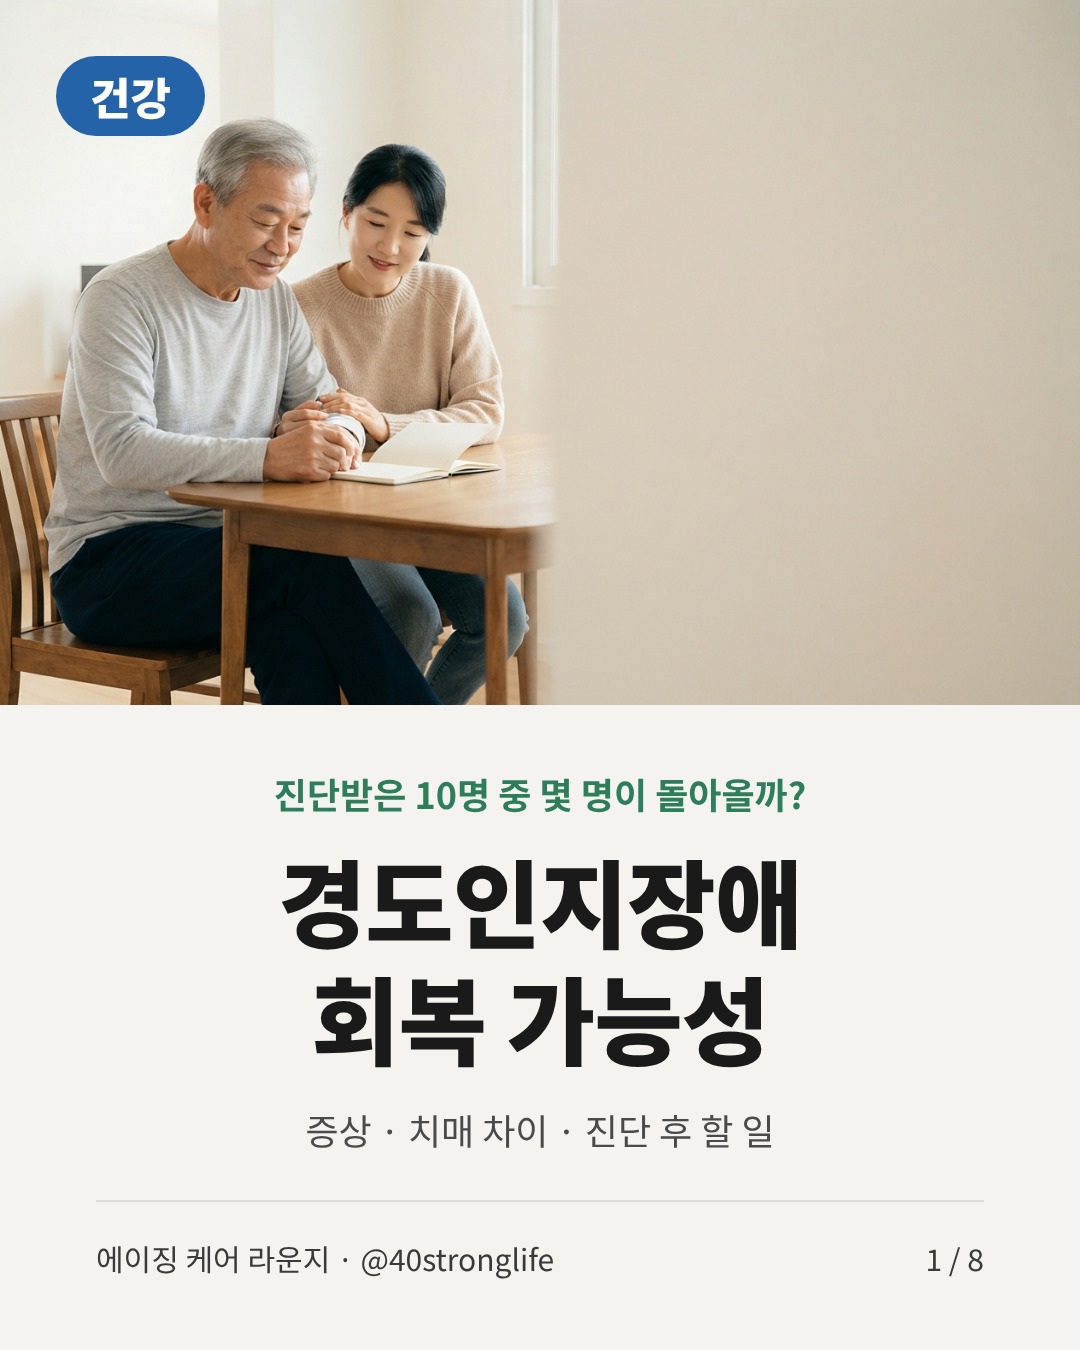 건강
진단받은 10명 중 몇 명이 돌아올까?
경도인지장애
회복 가능성
증상 · 치매 차이 · 진단 후 할 일
에이징 케어 라운지 · @40stronglife
1 / 8